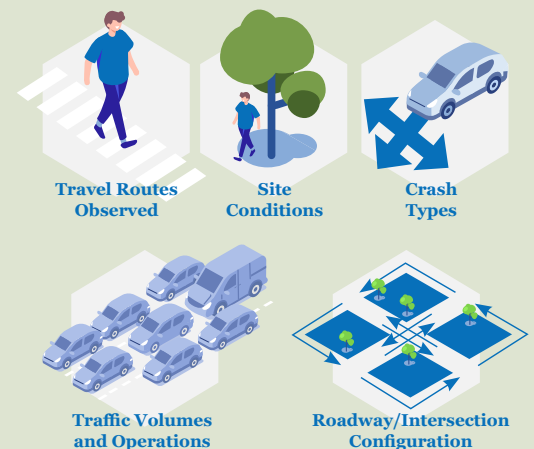 Travel Routes
Observed
Site
Conditions
Crash
Types
Traffic Volumes
and Operations
Roadway/Intersection
Configuration